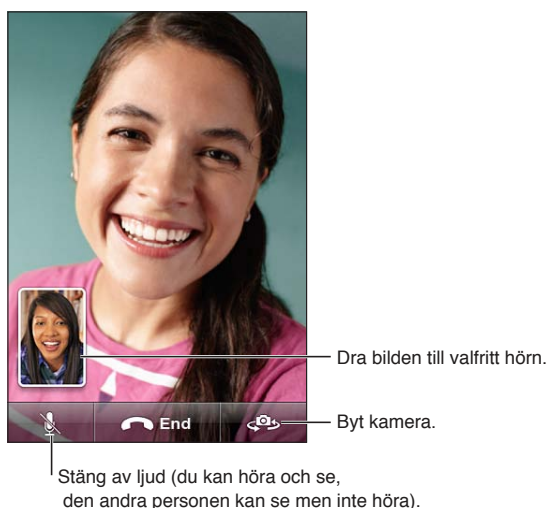 Dra bilden till valfritt hörn.
End
Byt kamera.
Stäng av ljud (du kan höra och se,
den andra personen kan se men inte höra).